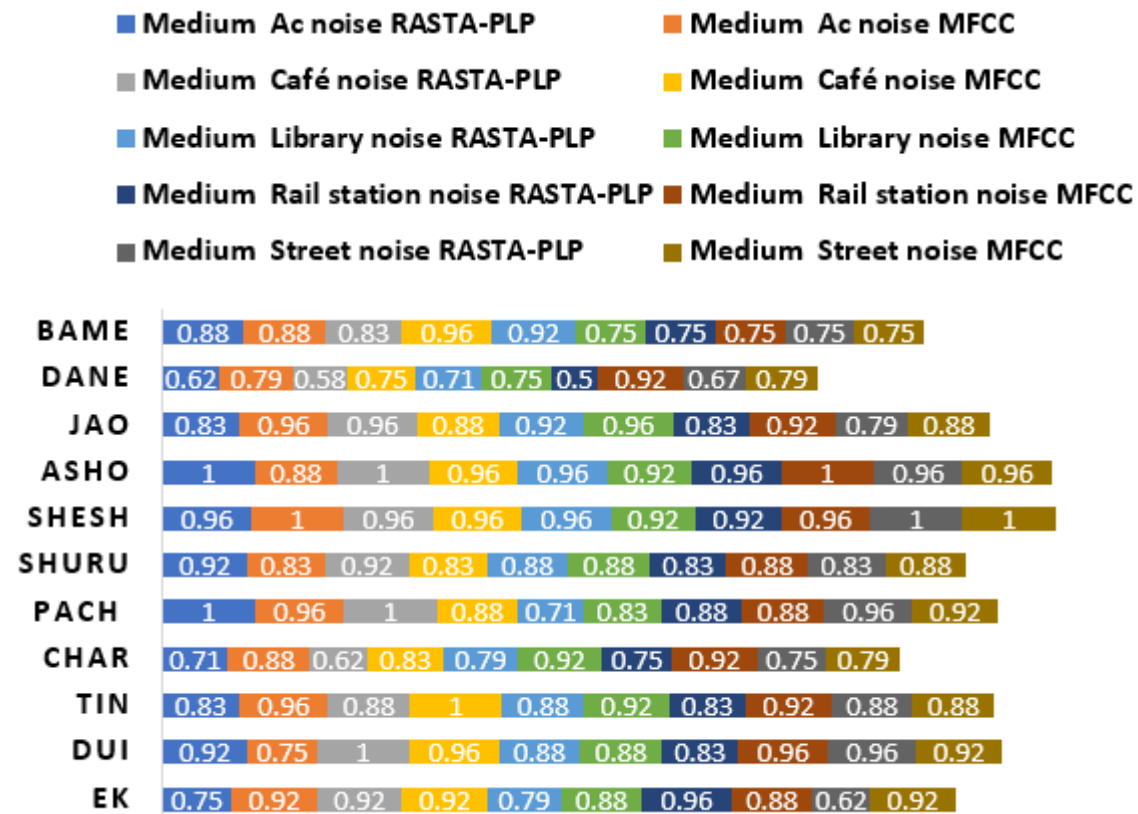 Medium Ac noise RASTA-PLP Medium Ac noise MFCC
Medium Café noise RASTA-PLP Medium Café noise MFCC
Medium Library noise RASTA-PLP Medium Library noise MFCC
Medium Rail station noise RASTA-PLP Medium Rail station noise MFCC
Medium Street noise RASTA-PLP Medium Street noise MFCC
BAME 0.88 0.88 0.83 0.96 0.92 0.75 0.75 0.75 0.75 0.75
DANE 0.62 0.79 0.58 0.75 0.71 0.75 0.5 0.92 0.67 0.79
JAO 0.83 0.96 0.96 0.88 0.92 0.96 0.83 0.92 0.79 0.88
ASHO 1 0.88 1 0.96 0.96 0.92 0.96 1 0.96 0.96
SHESH 0.96 1 0.96 0.96 0.96 0.92 0.92 0.96 1 1
SHURU 0.92 0.83 0.92 0.83 0.88 0.88 0.83 0.88 0.83 0.88
PACH 1 0.96 1 0.88 0.71 0.83 0.88 0.88 0.96 0.92
CHAR 0.71 0.88 0.62 0.83 0.79 0.92 0.75 0.92 0.75 0.79
TIN 0.83 0.96 0.88 1 0.88 0.92 0.83 0.92 0.88 0.88
DUI 0.92 0.75 1 0.96 0.88 0.88 0.83 0.96 0.96 0.92
EK 0.75 0.92 0.92 0.92 0.79 0.88 0.96 0.88 0.62 0.92